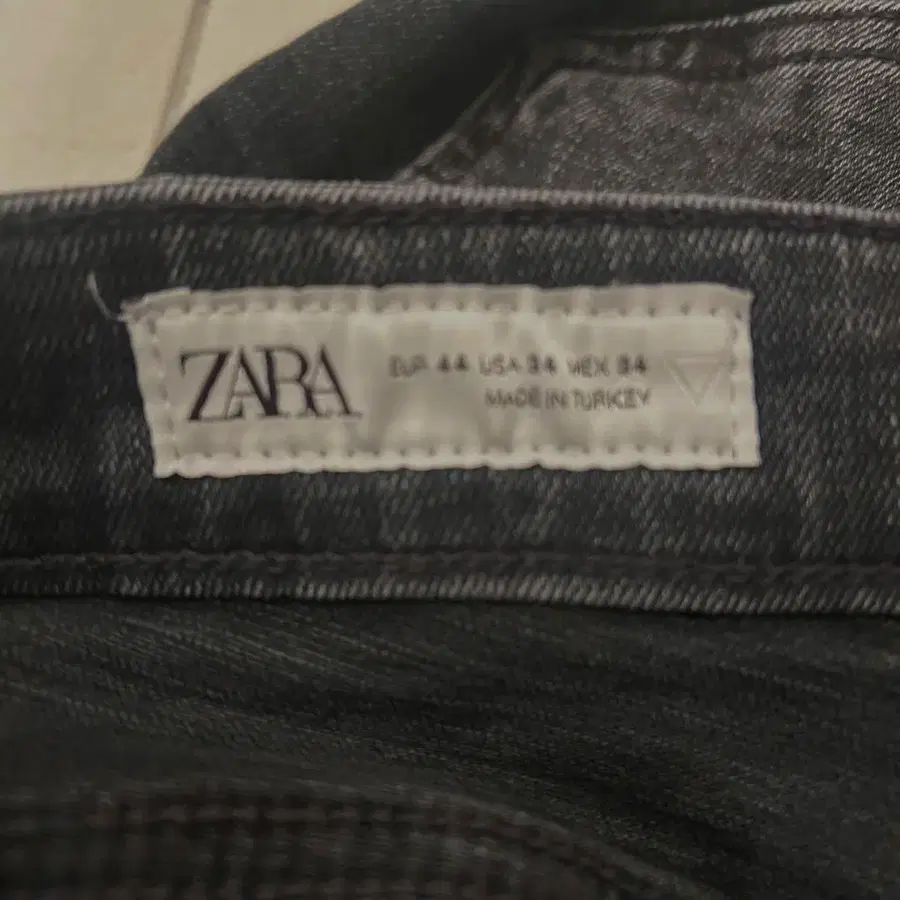 ZARA
EUR 44 USA 34 MEX 34
MADE IN TURKEY